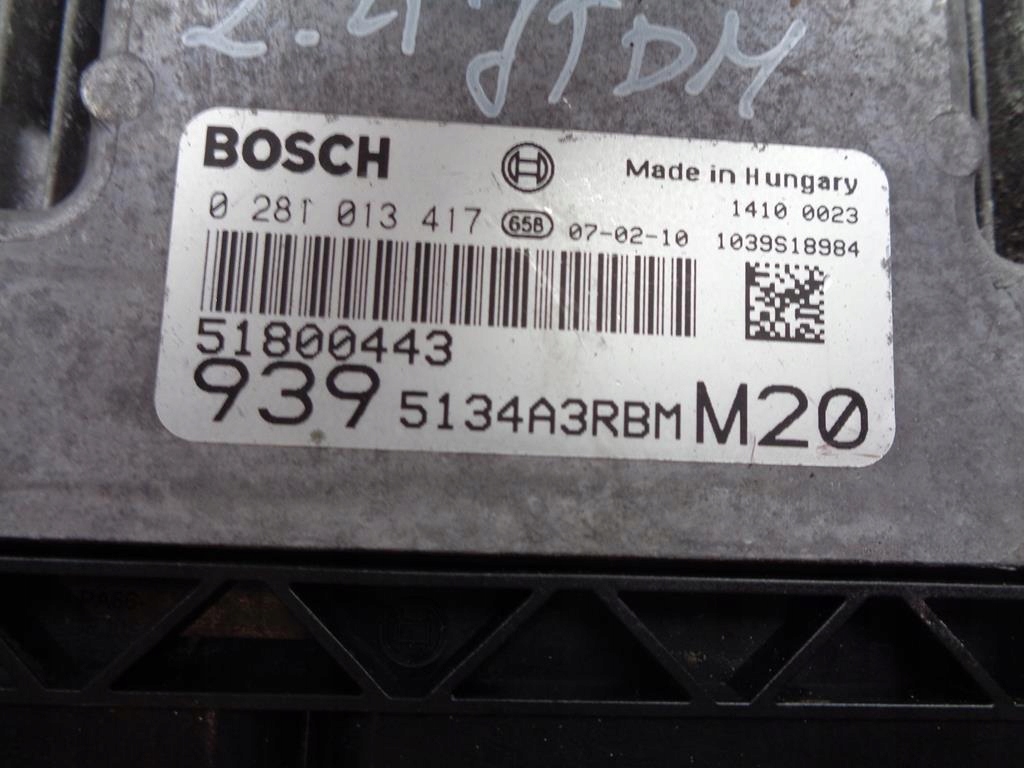 2.4 JTDM
BOSCH Made in Hungary
1410 0023
0 281 013 417 658 07-02-10 1039S18984
51800443
939 5134A3RBM M20